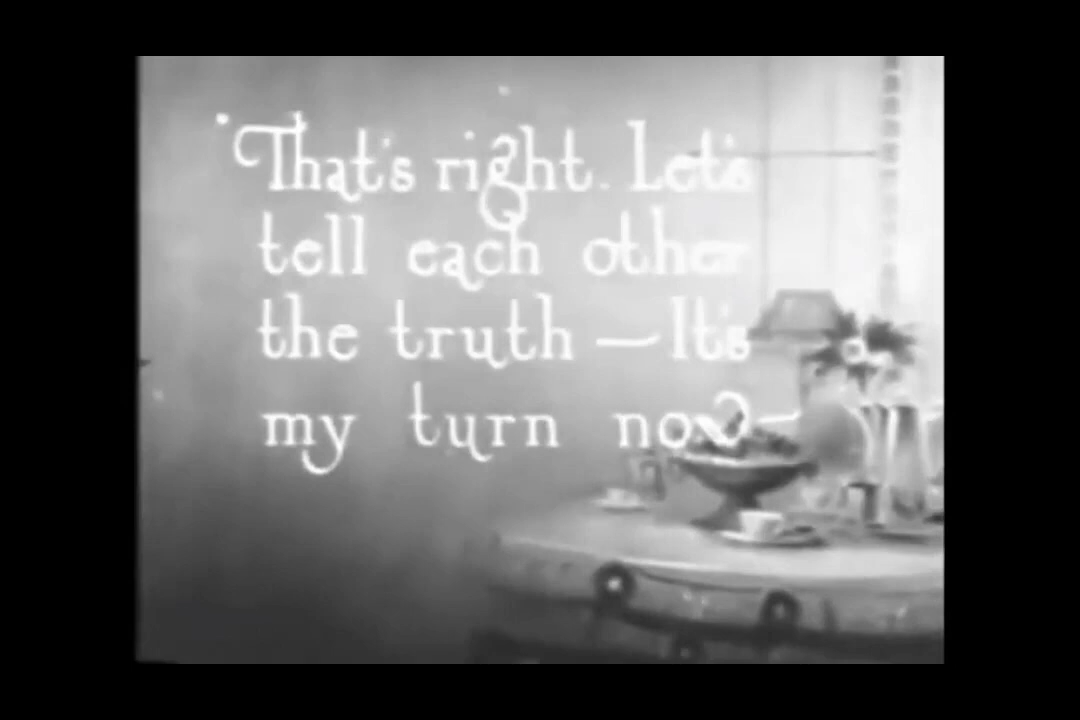 "That's right. Let's
tell each other
the truth — It's
my turn now—